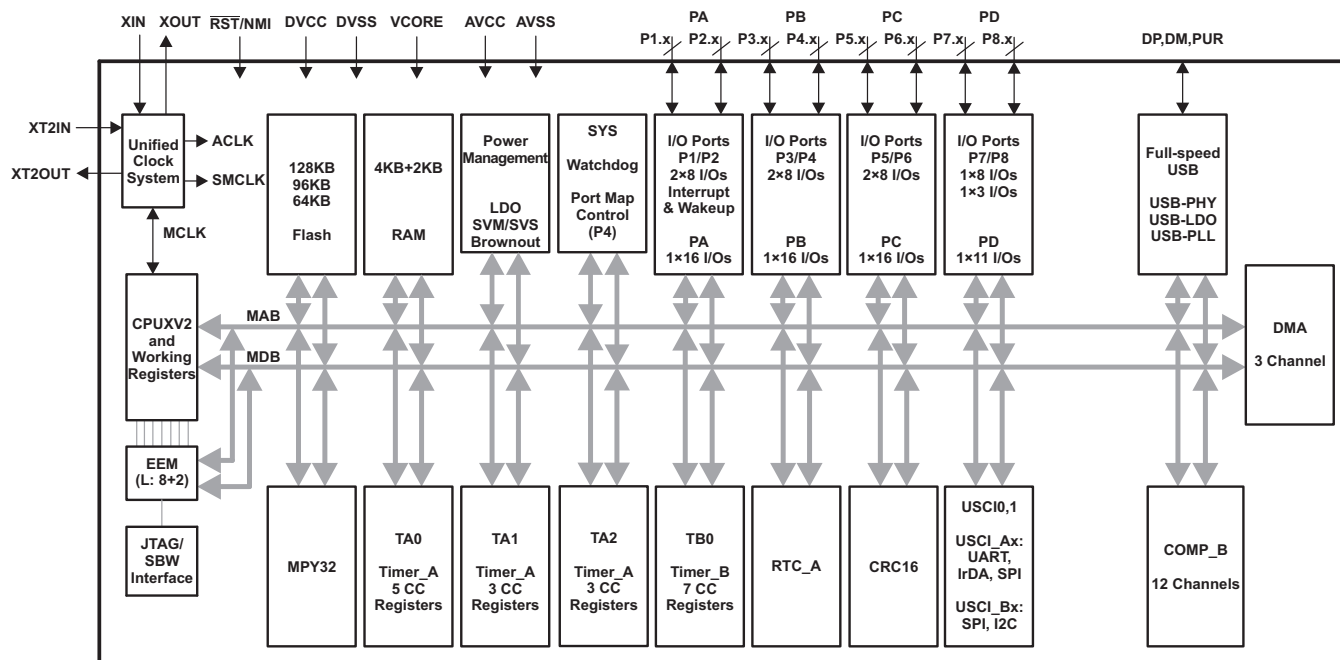 XIN
XOUT
RST/NMI
DVCC
DVSS
VCORE
AVCC
AVSS
PA
P1.x
P2.x
PB
P3.x
P4.x
PC
P5.x
P6.x
PD
P7.x
P8.x
DP,DM,PUR
XT2IN
XT2OUT
Unified
Clock
System
ACLK
SMCLK
MCLK
128KB
96KB
64KB
Flash
4KB+2KB
RAM
Power
Management
LDO
SVM/SVS
Brownout
SYS
Watchdog
Port Map
Control
(P4)
I/O Ports
P1/P2
2×8 I/Os
Interrupt
& Wakeup
PA
1×16 I/Os
I/O Ports
P3/P4
2×8 I/Os
PB
1×16 I/Os
I/O Ports
P5/P6
2×8 I/Os
PC
1×16 I/Os
I/O Ports
P7/P8
1×8 I/Os
1×3 I/Os
PD
1×11 I/Os
Full-speed
USB
USB-PHY
USB-LDO
USB-PLL
CPUXV2
and
Working
Registers
MAB
MDB
DMA
3 Channel
EEM
(L: 8+2)
JTAG/
SBW
Interface
MPY32
TA0
Timer_A
5 CC
Registers
TA1
Timer_A
3 CC
Registers
TA2
Timer_A
3 CC
Registers
TB0
Timer_B
7 CC
Registers
RTC_A
CRC16
USCI0,1
USCI_Ax:
UART,
IrDA, SPI
USCI_Bx:
SPI, I2C
COMP_B
12 Channels